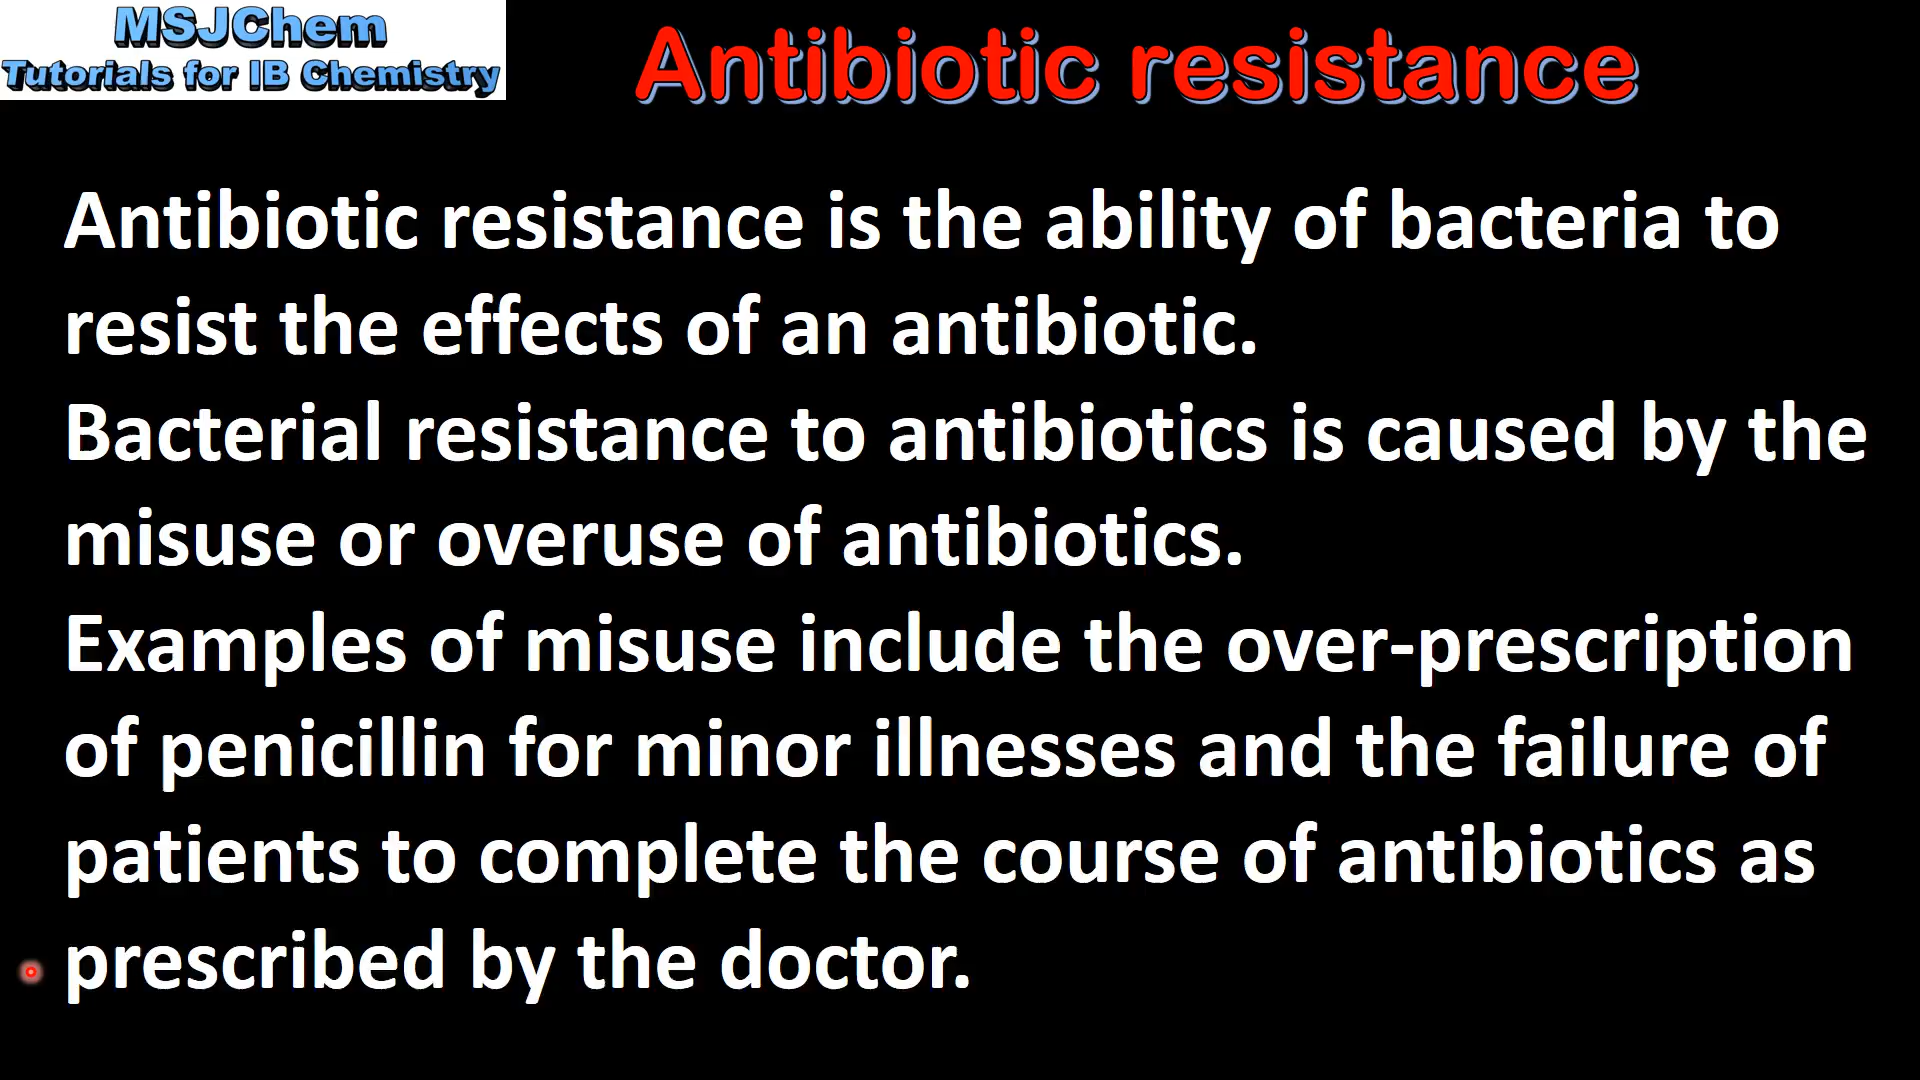 MSJChem
Tutorials for IB Chemistry
Antibiotic resistance
Antibiotic resistance is the ability of bacteria to
resist the effects of an antibiotic.
Bacterial resistance to antibiotics is caused by the
misuse or overuse of antibiotics.
Examples of misuse include the over-prescription
of penicillin for minor illnesses and the failure of
patients to complete the course of antibiotics as
prescribed by the doctor.